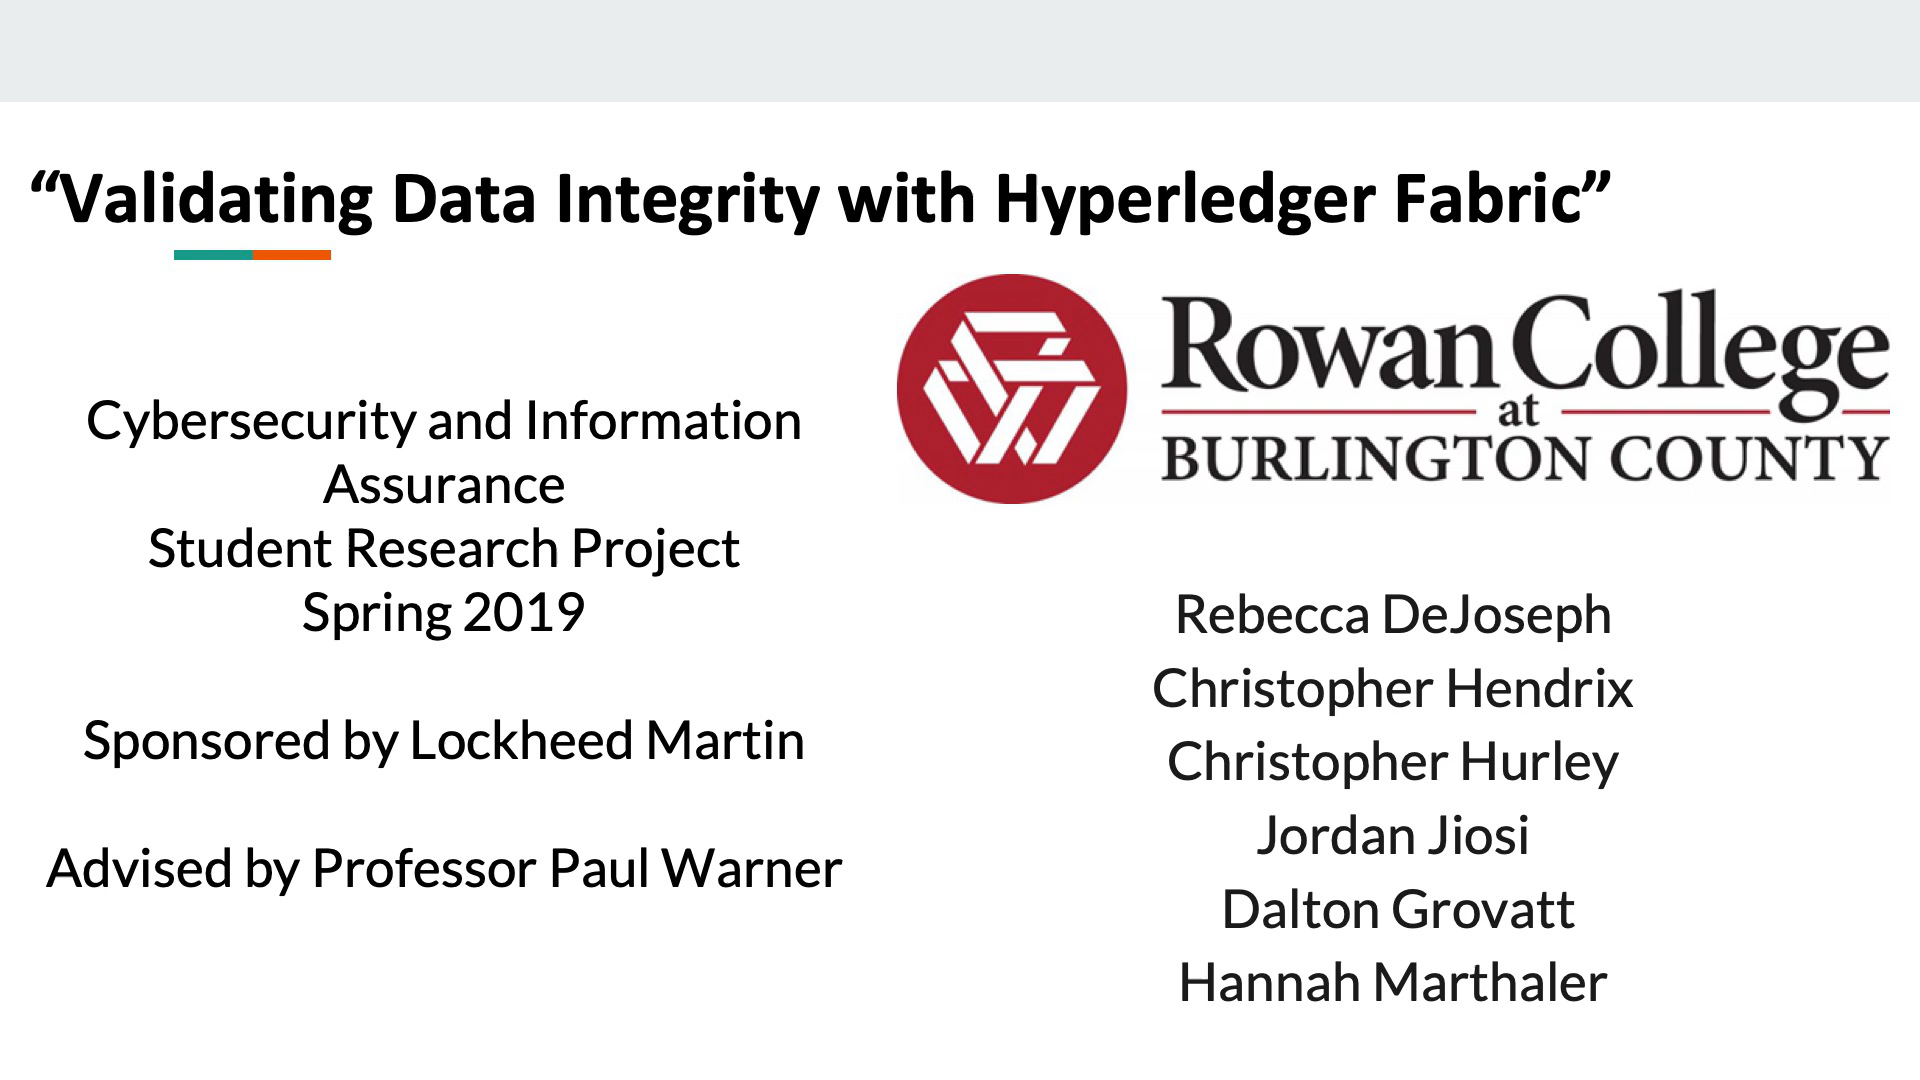 “Validating Data Integrity with Hyperledger Fabric”
Cybersecurity and Information
Assurance
Student Research Project
Spring 2019
Sponsored by Lockheed Martin
Advised by Professor Paul Warner
Rowan College
at
BURLINGTON COUNTY
Rebecca DeJoseph
Christopher Hendrix
Christopher Hurley
Jordan Jiosi
Dalton Grovatt
Hannah Marthaler